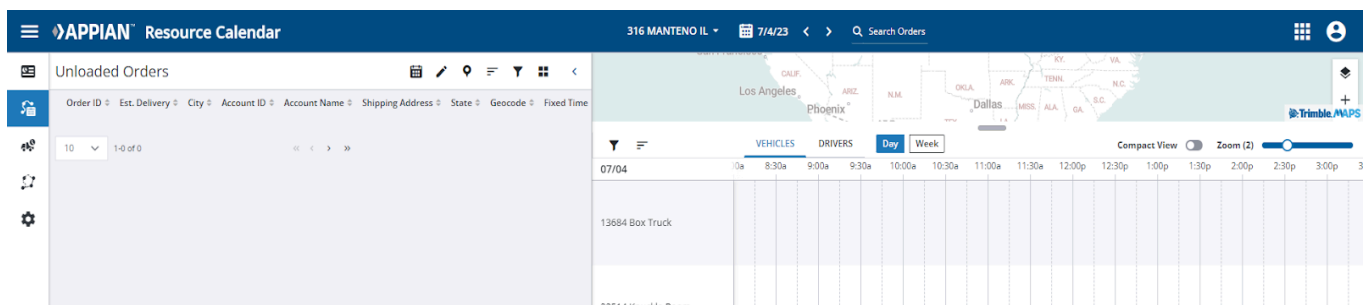 APPIAN™ Resource Calendar
316 MANTENO IL
7/4/23
Search Orders
Unloaded Orders
Order ID Est. Delivery City Account ID Account Name Shipping Address State Geocode Fixed Time
10
1-0 of 0
CALIF.
Los Angeles
ARIZ.
Phoenix
N.M.
OKLA.
Dallas
ARK.
TENN.
KY.
VA.
N.C.
S.C.
MISS.
ALA.
GA.
LA.
Trimble.MAPS
VEHICLES DRIVERS Day Week Compact View Zoom (2)
07/04
8:30a 9:00a 9:30a 10:00a 10:30a 11:00a 11:30a 12:00p 12:30p 1:00p 1:30p 2:00p 2:30p 3:00p
13684 Box Truck